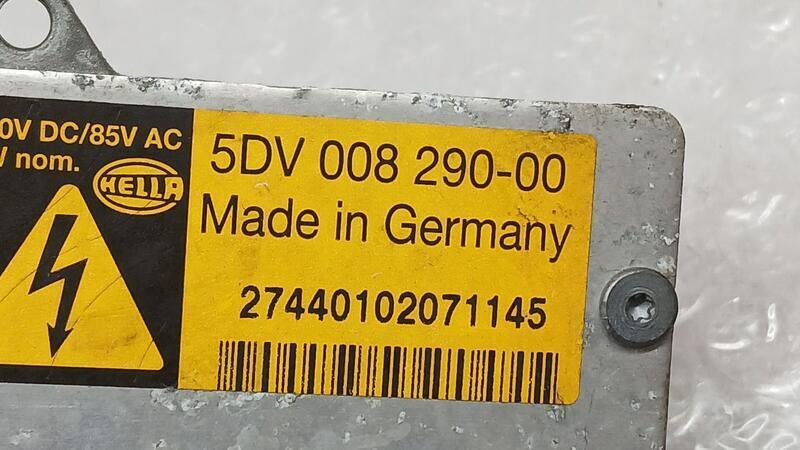 0V DC/85V AC
nom.
HELLA
5DV 008 290-00
Made in Germany
27440102071145